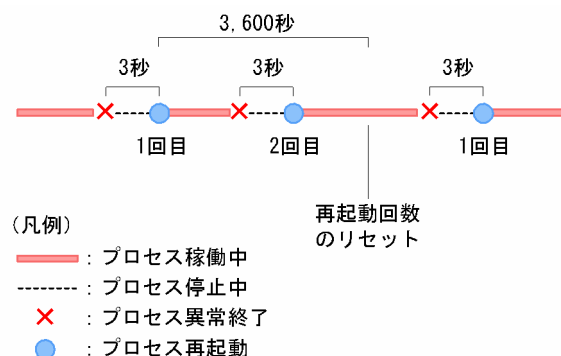 3,600秒
3秒
3秒
3秒
1回目
2回目
1回目
再起動回数
のリセット
(凡例)
：プロセス稼働中
：プロセス停止中
：プロセス異常終了
：プロセス再起動